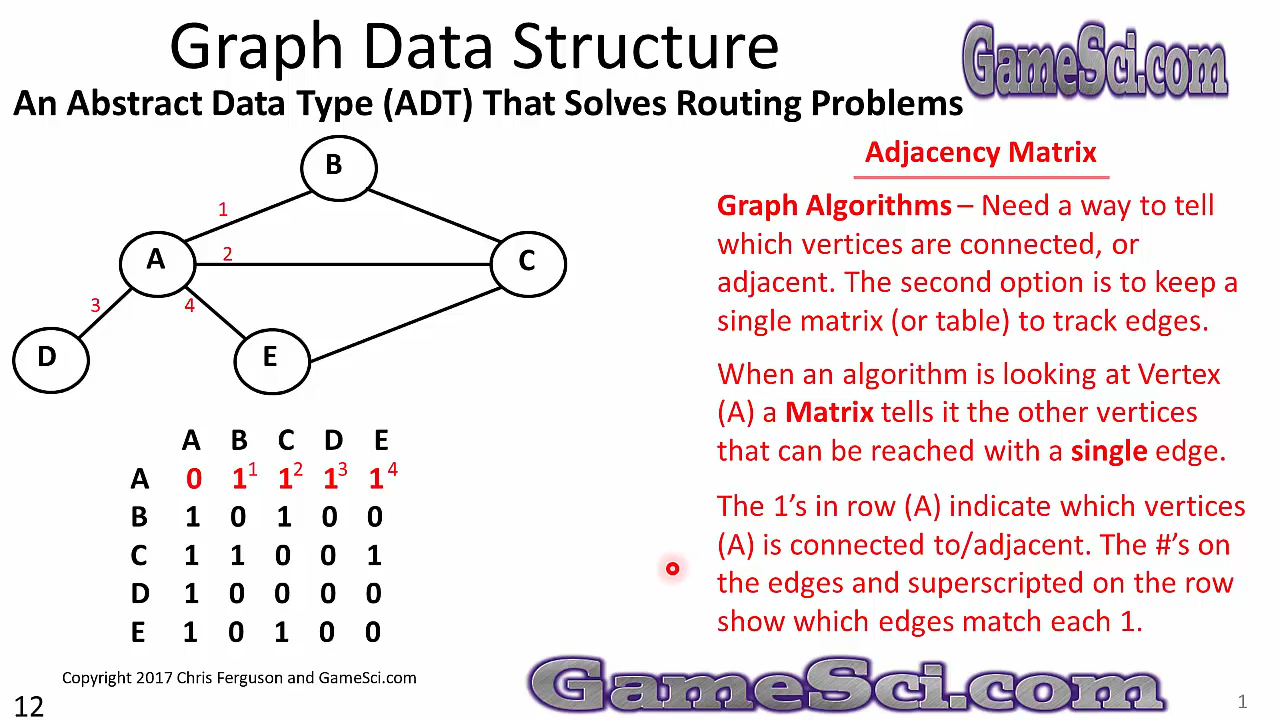 Graph Data Structure
GameSci.com
An Abstract Data Type (ADT) That Solves Routing Problems
B
1
A
2
C
3
4
D
E
Adjacency Matrix
Graph Algorithms – Need a way to tell
which vertices are connected, or
adjacent. The second option is to keep a
single matrix (or table) to track edges.
When an algorithm is looking at Vertex
(A) a Matrix tells it the other vertices
that can be reached with a single edge.
The 1's in row (A) indicate which vertices
(A) is connected to/adjacent. The #'s on
the edges and superscripted on the row
show which edges match each 1.
A B C D E
A 0 1¹ 1² 1³ 1⁴
B 1 0 1 0 0
C 1 1 0 0 1
D 1 0 0 0 0
E 1 0 1 0 0
Copyright 2017 Chris Ferguson and GameSci.com
GameSci.com
12
1